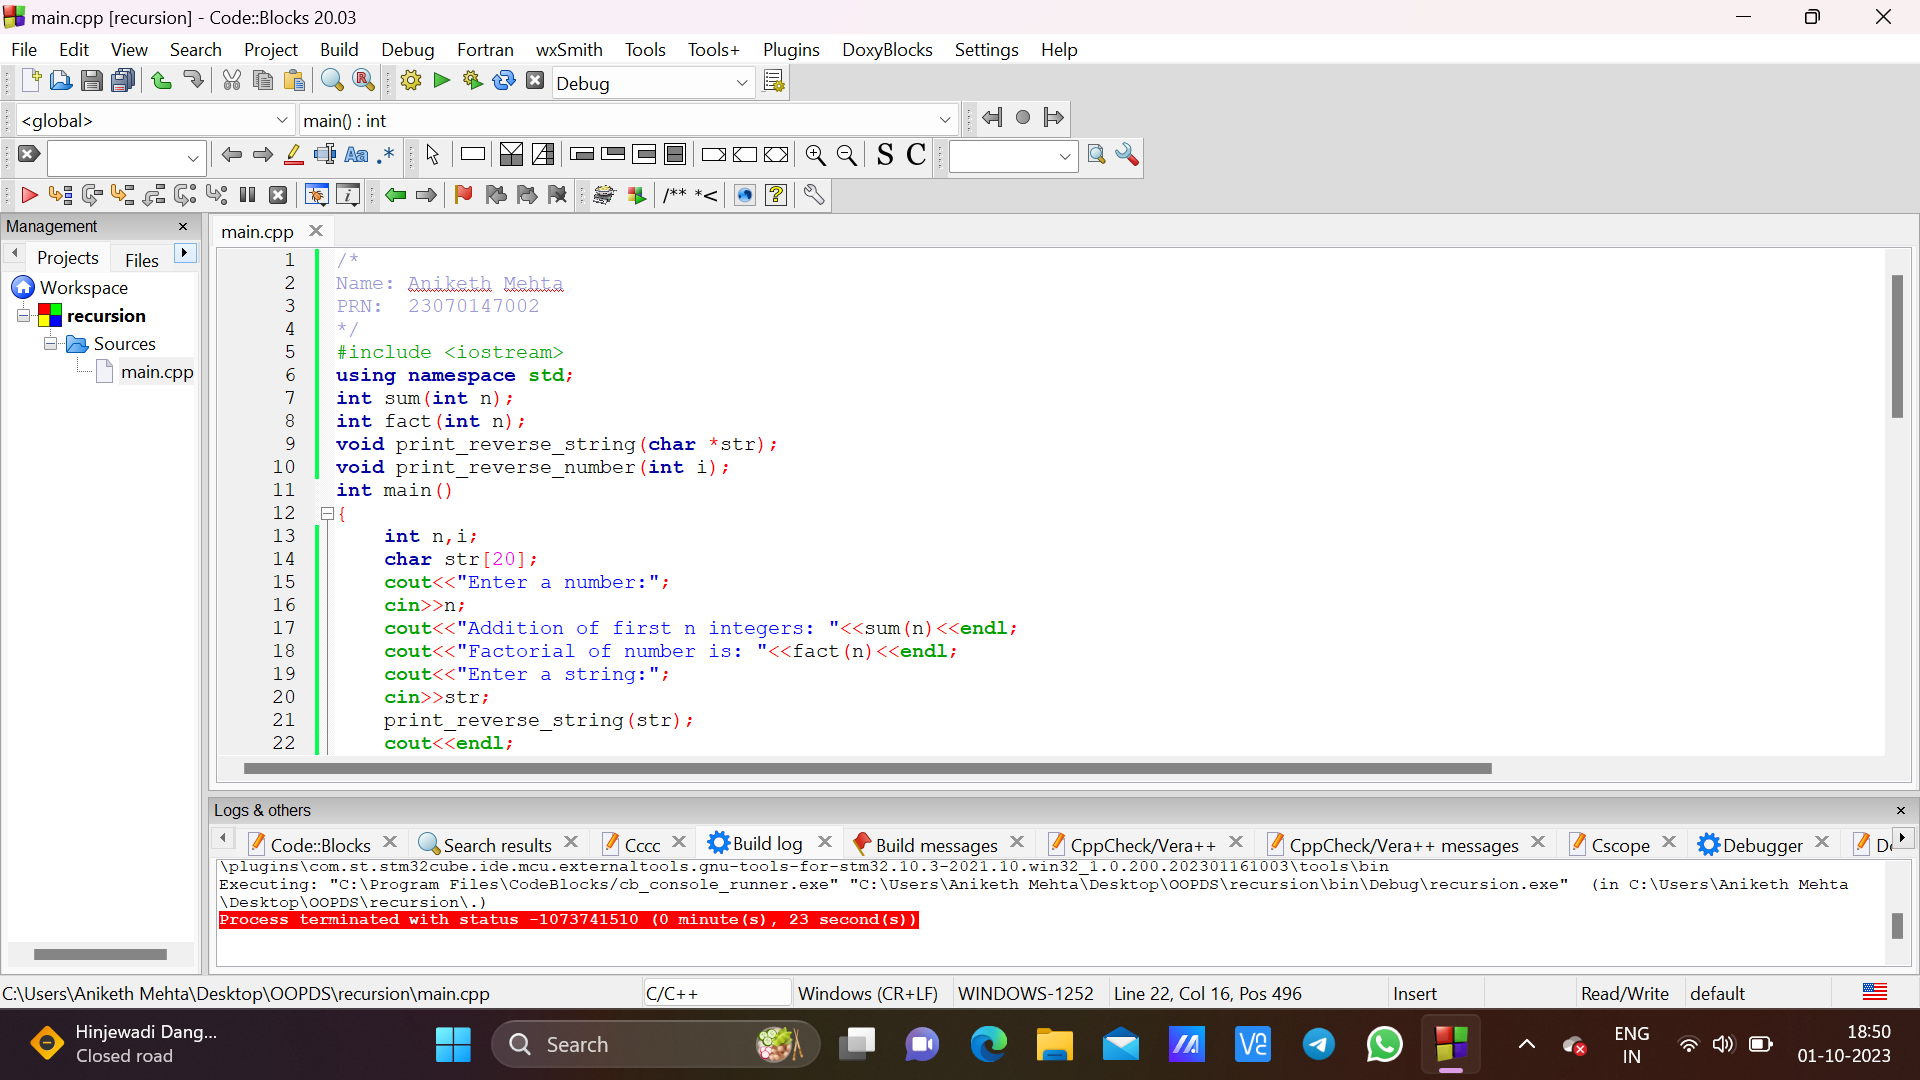 main.cpp [recursion] - Code::Blocks 20.03
File Edit View Search Project Build Debug Fortran wxSmith Tools Tools+ Plugins DoxyBlocks Settings Help
Debug
<global> main() : int
Aa .* S C
/** *<
Management
main.cpp
Projects Files
Workspace
recursion
Sources
main.cpp
1 /*
2 Name: Aniketh Mehta
3 PRN:  23070147002
4 */
5 #include <iostream>
6 using namespace std;
7 int sum(int n);
8 int fact(int n);
9 void print_reverse_string(char *str);
10 void print_reverse_number(int i);
11 int main()
12 {
13     int n,i;
14     char str[20];
15     cout<<"Enter a number:";
16     cin>>n;
17     cout<<"Addition of first n integers: "<<sum(n)<<endl;
18     cout<<"Factorial of number is: "<<fact(n)<<endl;
19     cout<<"Enter a string:";
20     cin>>str;
21     print_reverse_string(str);
22     cout<<endl;
Logs & others
Code::Blocks Search results Cccc Build log Build messages CppCheck/Vera++ CppCheck/Vera++ messages Cscope Debugger
\plugins\com.st.stm32cube.ide.mcu.externaltools.gnu-tools-for-stm32.10.3-2021.10.win32_1.0.200.202301161003\tools\bin
Executing: "C:\Program Files\CodeBlocks/cb_console_runner.exe" "C:\Users\Aniketh Mehta\Desktop\OOPDS\recursion\bin\Debug\recursion.exe"  (in C:\Users\Aniketh Mehta
\Desktop\OOPDS\recursion\.)
Process terminated with status -1073741510 (0 minute(s), 23 second(s))
C:\Users\Aniketh Mehta\Desktop\OOPDS\recursion\main.cpp C/C++ Windows (CR+LF) WINDOWS-1252 Line 22, Col 16, Pos 496 Insert Read/Write default
Hinjewadi Dang...
Closed road
Search
ENG
IN
18:50
01-10-2023